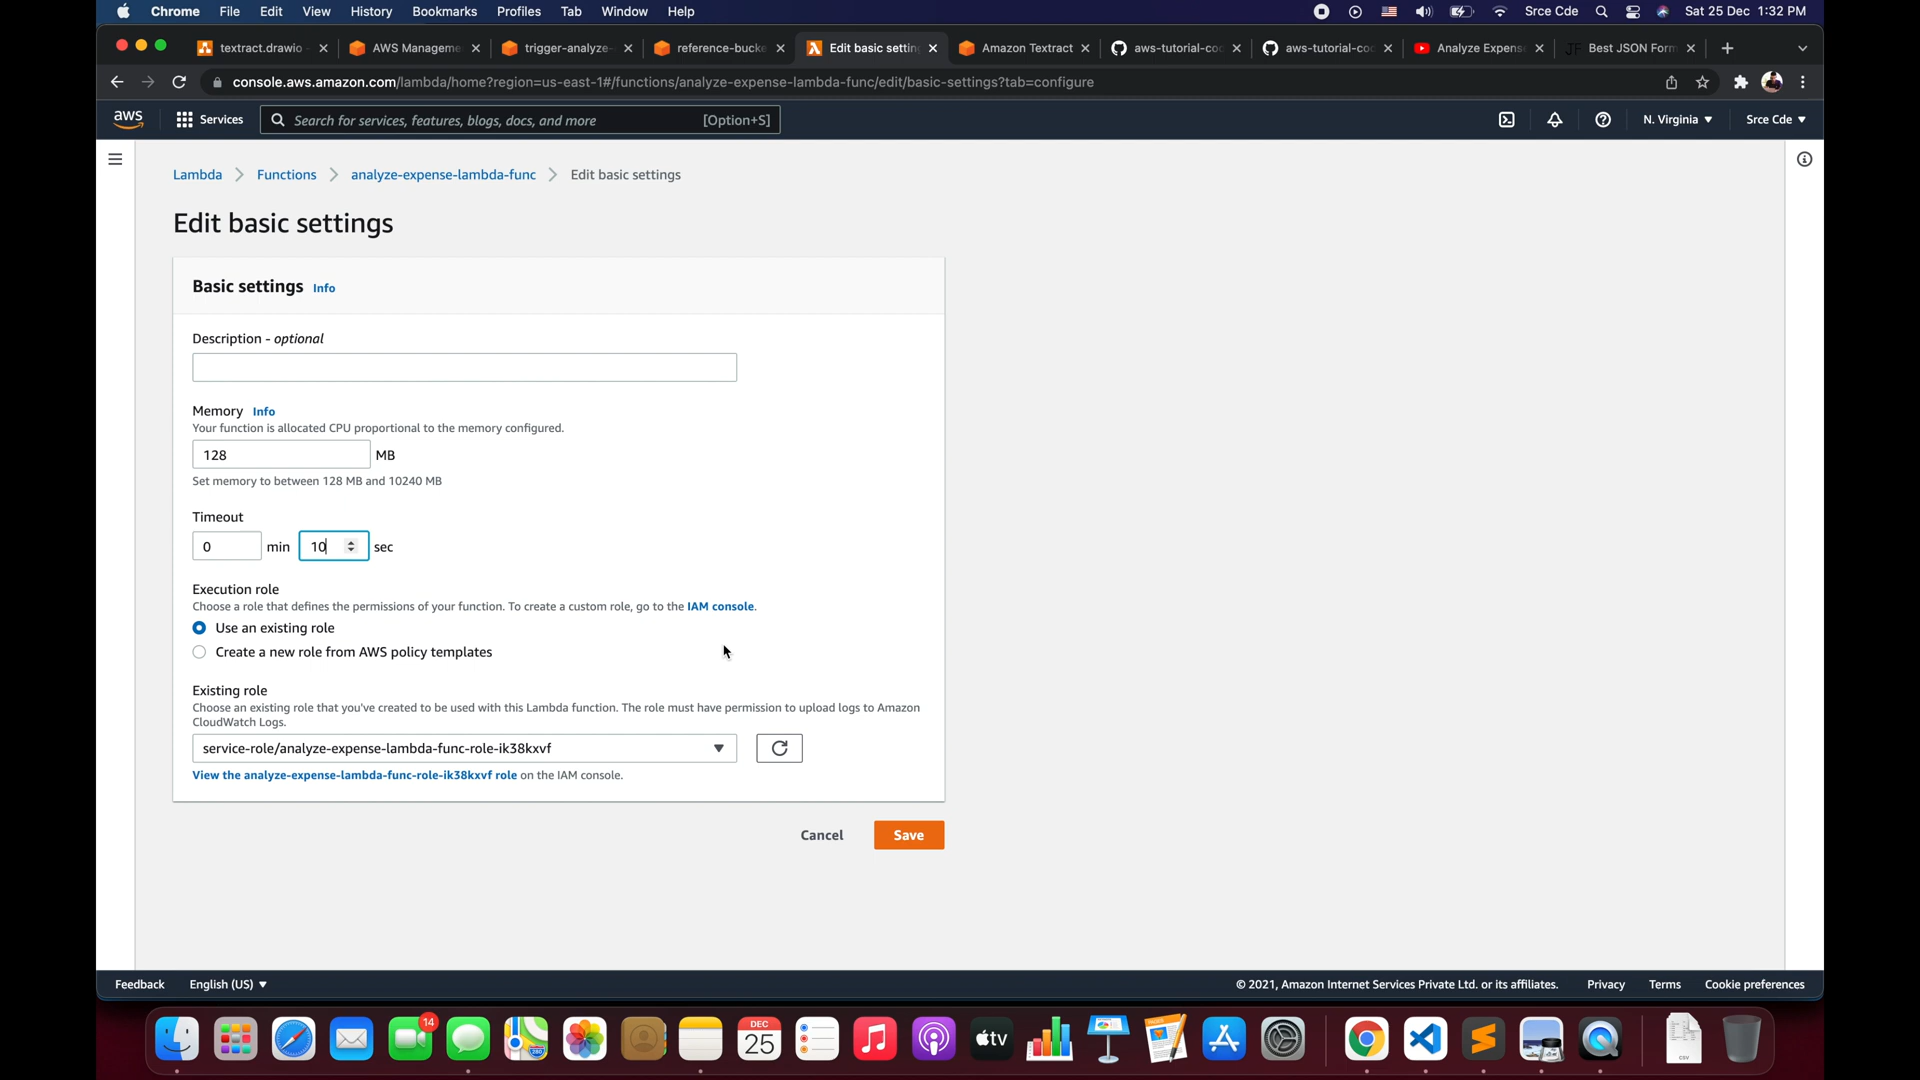 Chrome File Edit View History Bookmarks Profiles Tab Window Help Srce Cde Sat 25 Dec 1:32 PM
textract.drawio AWS Manageme trigger-analyze- reference-bucke Edit basic settin Amazon Textract aws-tutorial-co aws-tutorial-co Analyze Expens Best JSON Form
console.aws.amazon.com/lambda/home?region=us-east-1#/functions/analyze-expense-lambda-func/edit/basic-settings?tab=configure
aws Services Search for services, features, blogs, docs, and more [Option+S] N. Virginia Srce Cde
Lambda Functions analyze-expense-lambda-func Edit basic settings
Edit basic settings
Basic settings Info
Description - optional
Memory Info
Your function is allocated CPU proportional to the memory configured.
128 MB
Set memory to between 128 MB and 10240 MB
Timeout
0 min 10 sec
Execution role
Choose a role that defines the permissions of your function. To create a custom role, go to the IAM console.
Use an existing role
Create a new role from AWS policy templates
Existing role
Choose an existing role that you've created to be used with this Lambda function. The role must have permission to upload logs to Amazon
CloudWatch Logs.
service-role/analyze-expense-lambda-func-role-ik38kxvf
View the analyze-expense-lambda-func-role-ik38kxvf role on the IAM console.
Cancel Save
Feedback English (US) © 2021, Amazon Internet Services Private Ltd. or its affiliates. Privacy Terms Cookie preferences
14
DEC
25
tv
280
CSV